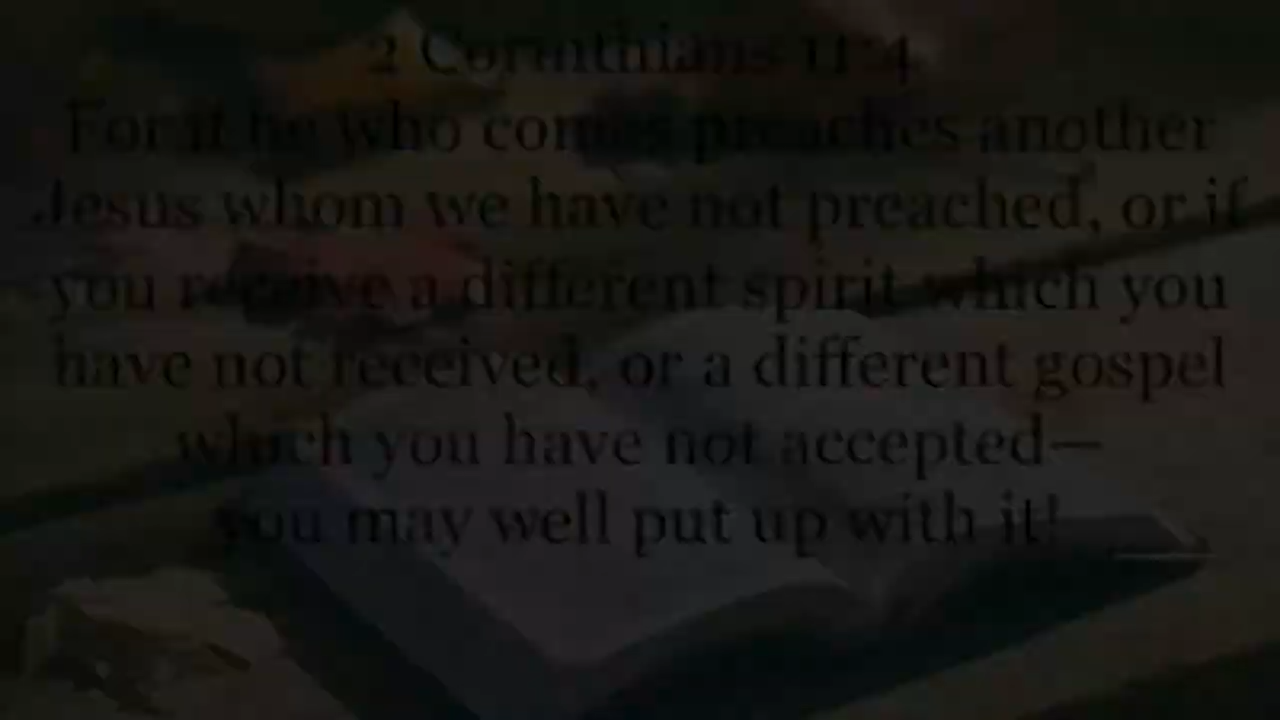 2 Corinthians 11:4
For if he who comes preaches another
Jesus whom we have not preached, or if
you receive a different spirit which you
have not received, or a different gospel
which you have not accepted—
you may well put up with it!